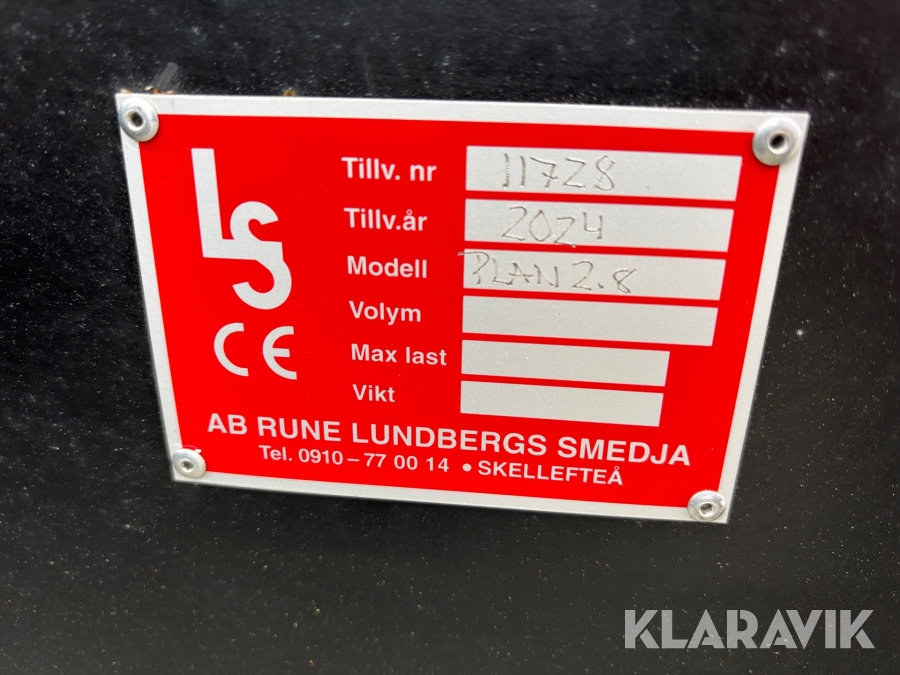 LS
CE
Tillv. nr 11728
Tillv.år 2024
Modell PLAN 2.8
Volym
Max last
Vikt
AB RUNE LUNDBERGS SMEDJA
Tel. 0910–77 00 14 • SKELLEFTEÅ
KLARAVIK